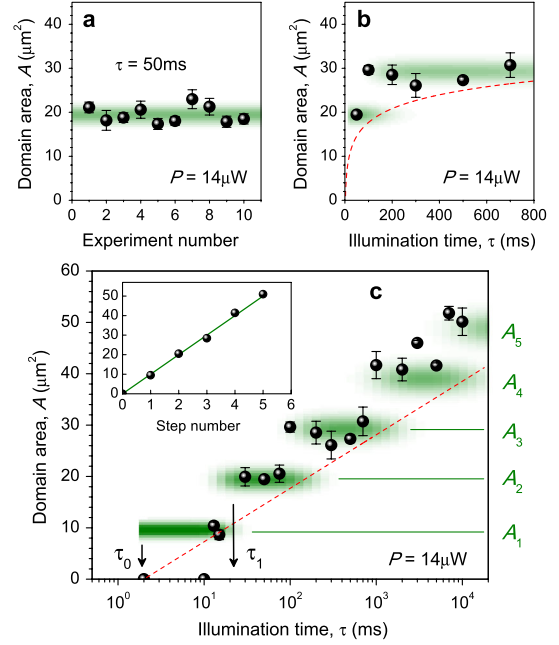 a
τ = 50ms
P = 14μW
Domain area, A (μm²)
0
10
20
30
40
0 2 4 6 8 10
Experiment number
b
P = 14μW
Domain area, A (μm²)
0
10
20
30
40
0 200 400 600 800
Illumination time, τ (ms)
c
60
50
40
30
20
10
0
Domain area, A (μm²)
50
40
30
20
10
0
0 1 2 3 4 5 6
Step number
A₅
A₄
A₃
A₂
A₁
τ₀
τ₁
P = 14μW
10⁰ 10¹ 10² 10³ 10⁴
Illumination time, τ (ms)